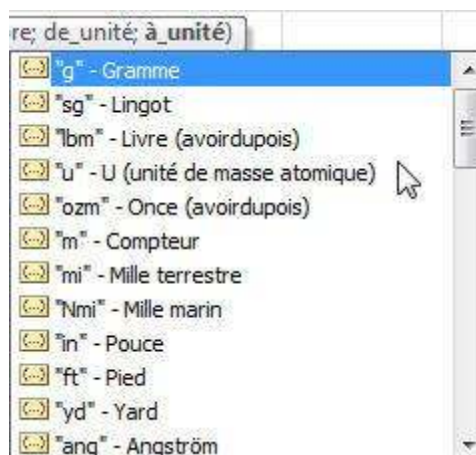 re; de_unité; à_unité)
"g" - Gramme
"sg" - Lingot
"lbm" - Livre (avoirdupois)
"u" - U (unité de masse atomique)
"ozm" - Once (avoirdupois)
"m" - Compteur
"mi" - Mille terrestre
"Nmi" - Mille marin
"in" - Pouce
"ft" - Pied
"yd" - Yard
"ang" - Angström